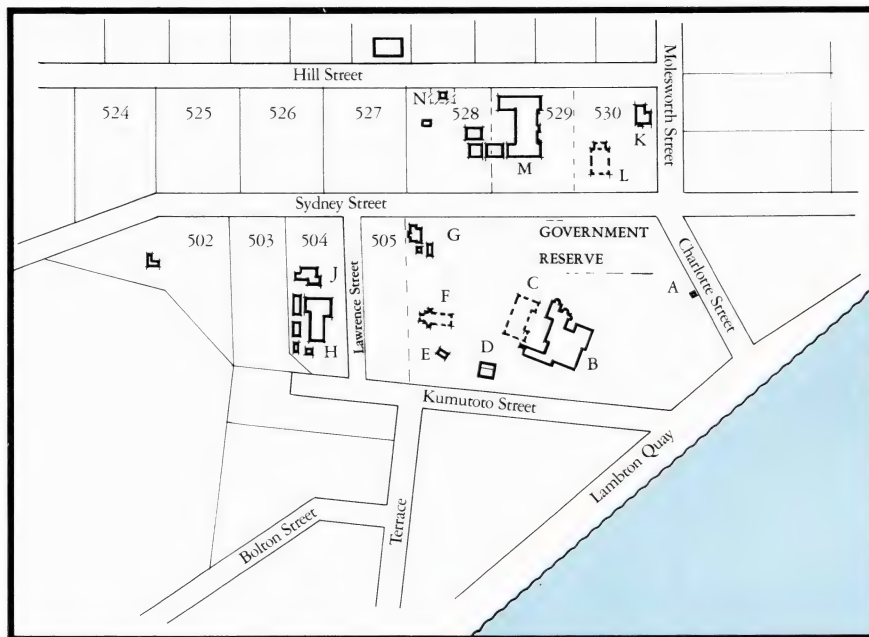 Hill Street
Molesworth Street
N
524
525
526
527
528
529
530
K
L
M
Sydney Street
502
503
504
505
Lawrence Street
G
GOVERNMENT
RESERVE
Charlotte Street
J
F
C
A
H
E
D
B
Kumutoto Street
Lambton Quay
Bolton Street
Terrace